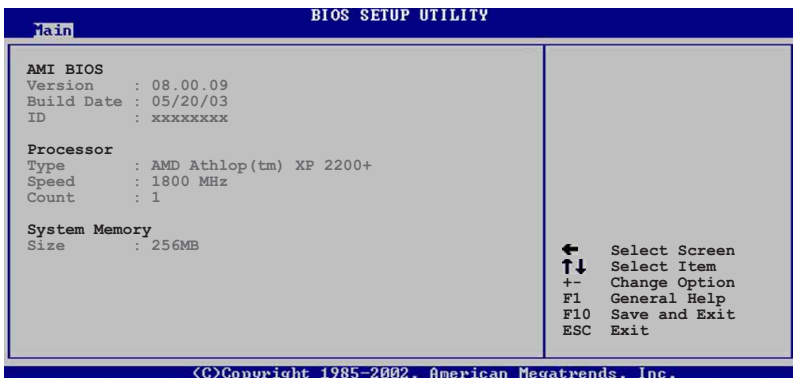 BIOS SETUP UTILITY
Main
AMI BIOS
Version : 08.00.09
Build Date : 05/20/03
ID : xxxxxxxx
Processor
Type : AMD Athlop(tm) XP 2200+
Speed : 1800 MHz
Count : 1
System Memory
Size : 256MB
← Select Screen
↑↓ Select Item
+- Change Option
F1 General Help
F10 Save and Exit
ESC Exit
(C)Copyright 1985-2002, American Megatrends, Inc.